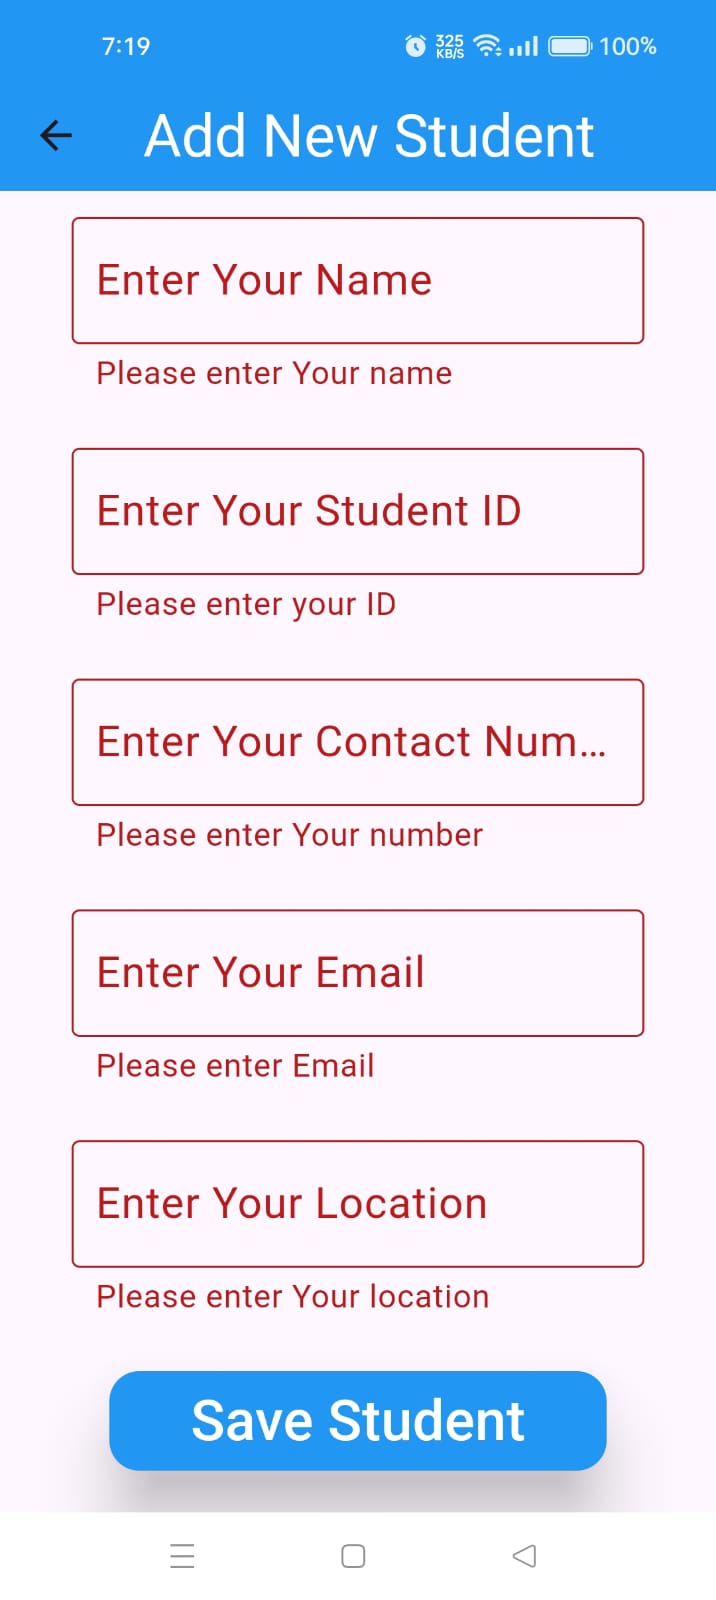 7:19 325 KB/S 100%
Add New Student
Enter Your Name
Please enter Your name
Enter Your Student ID
Please enter your ID
Enter Your Contact Num...
Please enter Your number
Enter Your Email
Please enter Email
Enter Your Location
Please enter Your location
Save Student